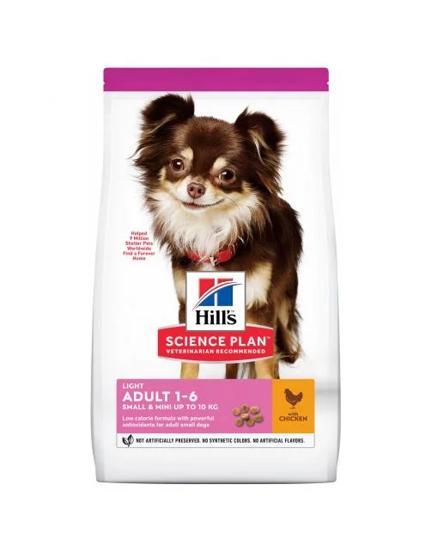 Helped
9 Million
Shelter Pets
Worldwide
Find a Forever
Home
Hill's
SCIENCE PLAN™
VETERINARIAN RECOMMENDED
LIGHT
ADULT 1-6
SMALL & MINI UP TO 10 KG
Low calorie formula with powerful
antioxidants for adult small dogs
with
CHICKEN
NOT ARTIFICIALLY PRESERVED. NO SYNTHETIC COLORS. NO ARTIFICIAL FLAVORS.